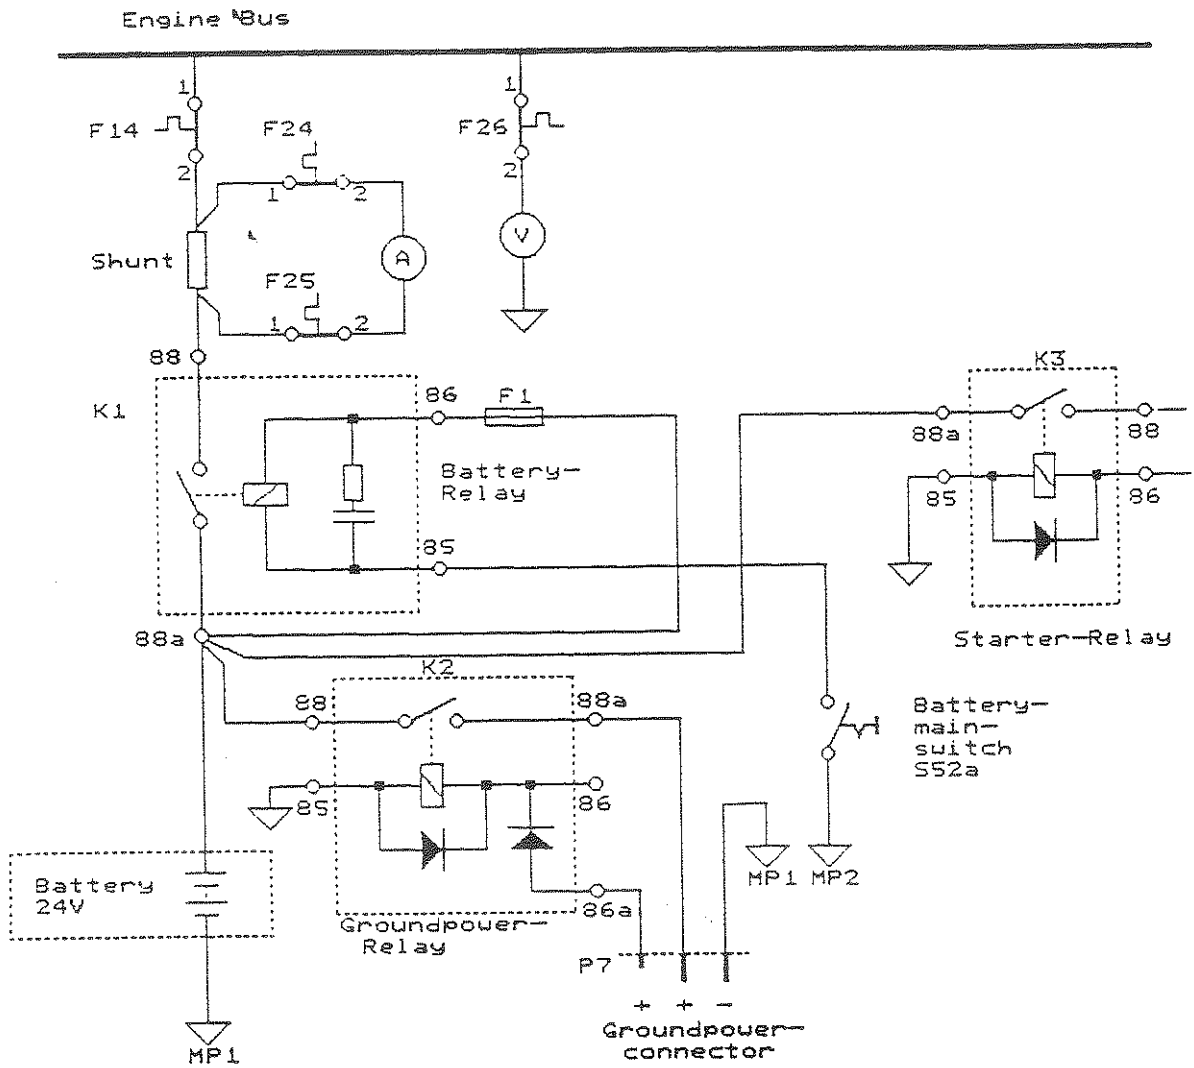 Engine Bus
1
1
F14
F24
F26
2
1
2
2
V
Shunt
A
F25
1
2
88
K3
K1
86
F1
88a
88
Battery-
Relay
85
86
85
88a
Starter-Relay
K2
88
88a
Battery-
main-
switch
S52a
85
86
MP1
MP2
Battery
24V
86a
Groundpower-
Relay
P7
+
+
-
Groundpower-
connector
MP1